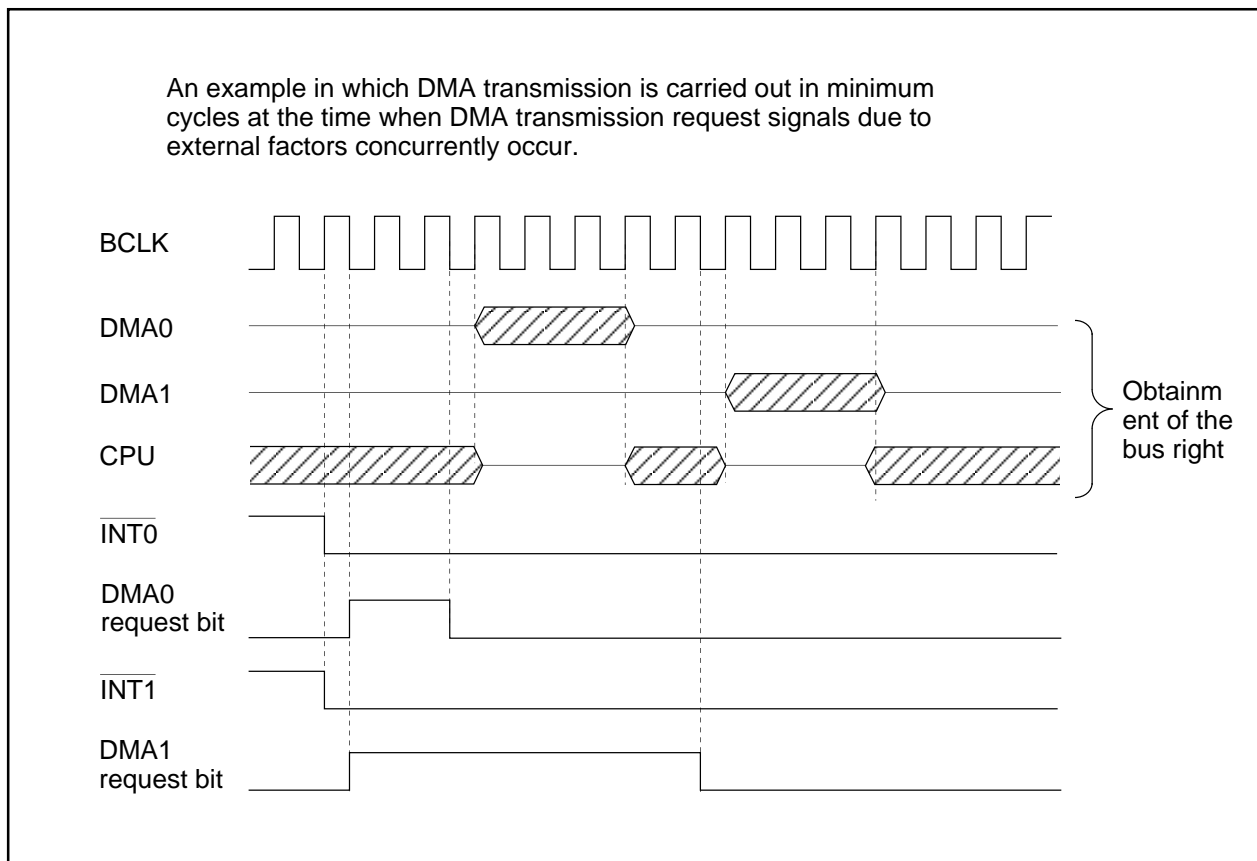 An example in which DMA transmission is carried out in minimum
cycles at the time when DMA transmission request signals due to
external factors concurrently occur.
BCLK
DMA0
DMA1
CPU
Obtainm
ent of the
bus right
INT0
DMA0
request bit
INT1
DMA1
request bit